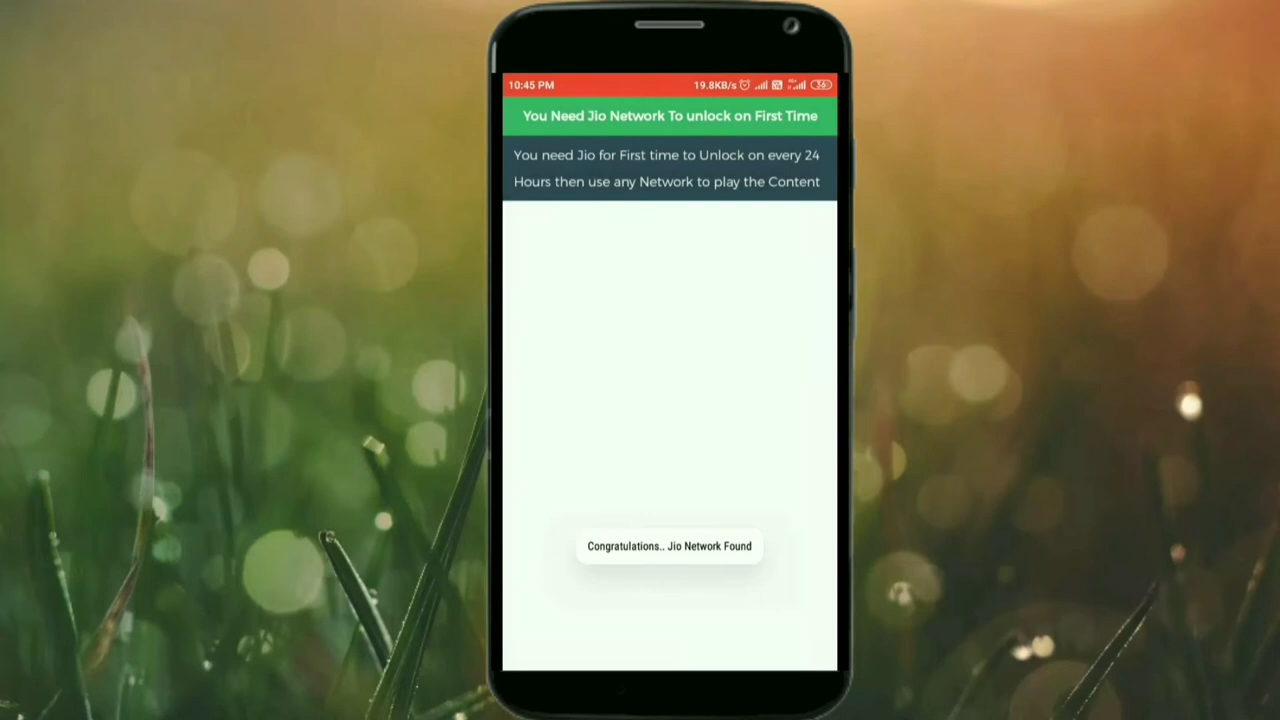 10:45 PM 19.8KB/s 36
You Need Jio Network To unlock on First Time
You need Jio for First time to Unlock on every 24
Hours then use any Network to play the Content
Congratulations.. Jio Network Found